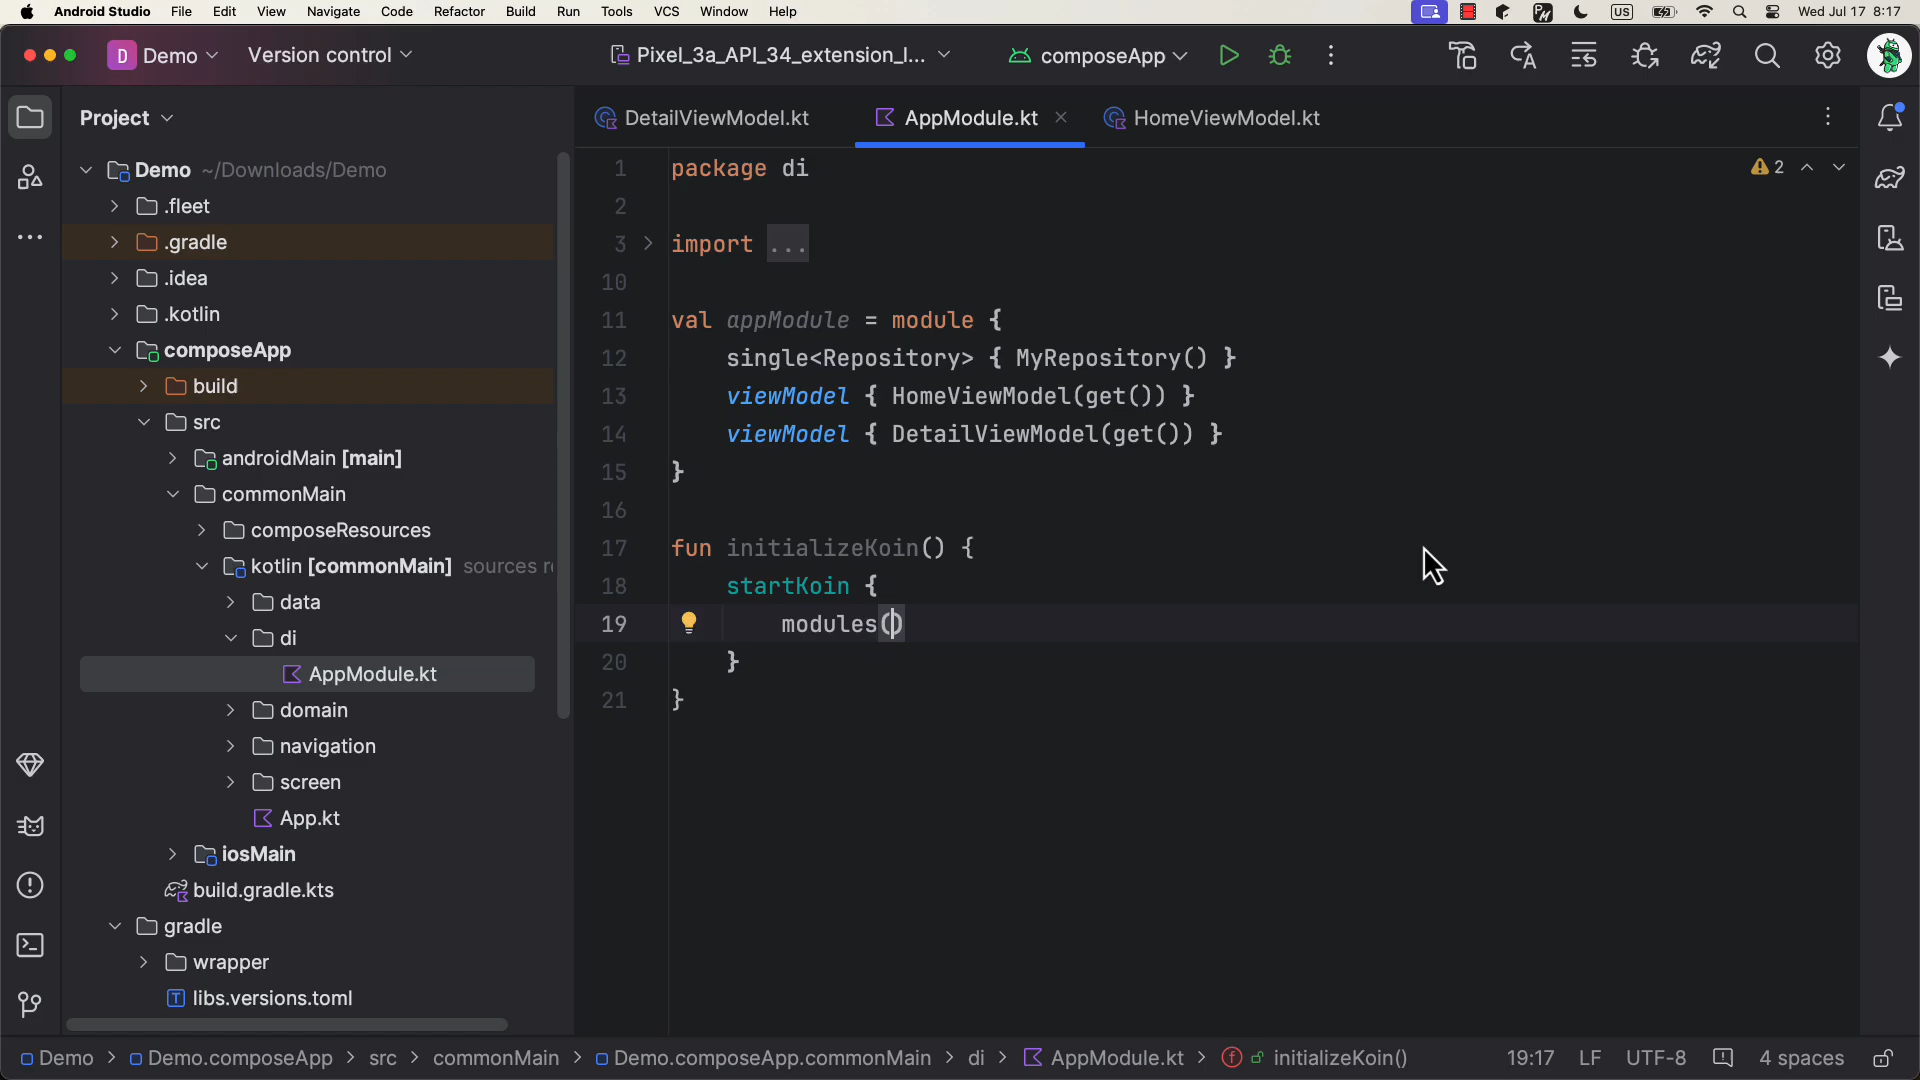 Android Studio File Edit View Navigate Code Refactor Build Run Tools VCS Window Help US Wed Jul 17 8:17
D Demo Version control Pixel_3a_API_34_extension_l... composeApp
Project
DetailViewModel.kt AppModule.kt HomeViewModel.kt
Demo ~/Downloads/Demo
.fleet
.gradle
.idea
.kotlin
composeApp
build
src
androidMain [main]
commonMain
composeResources
kotlin [commonMain] sources r
data
di
AppModule.kt
domain
navigation
screen
App.kt
iosMain
build.gradle.kts
gradle
wrapper
libs.versions.toml
2
1 package di
2
3 import ...
10
11 val appModule = module {
12 single<Repository> { MyRepository() }
13 viewModel { HomeViewModel(get()) }
14 viewModel { DetailViewModel(get()) }
15 }
16
17 fun initializeKoin() {
18 startKoin {
19 modules()
20 }
21 }
Demo > Demo.composeApp > src > commonMain > Demo.composeApp.commonMain > di > AppModule.kt > f initializeKoin() 19:17 LF UTF-8 4 spaces